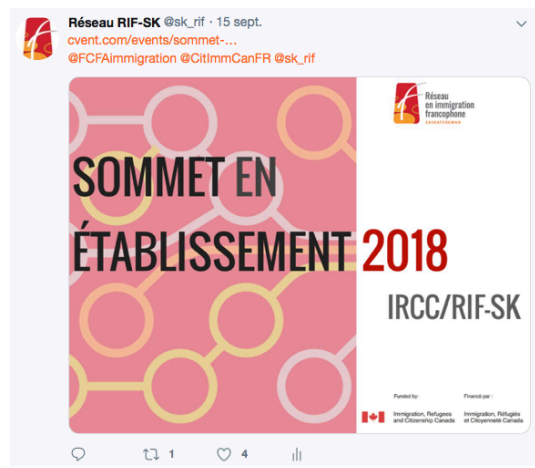 Réseau RIF-SK @sk_rif · 15 sept.
cvent.com/events/sommet-…
@FCFAimmigration @CitImmCanFR @sk_rif
Réseau
en immigration
francophone
SASKATCHEWAN
SOMMET EN
ÉTABLISSEMENT 2018
IRCC/RIF-SK
Funded by:
Financé par :
Immigration, Refugees
and Citizenship Canada
Immigration, Réfugiés
et Citoyenneté Canada
1
4